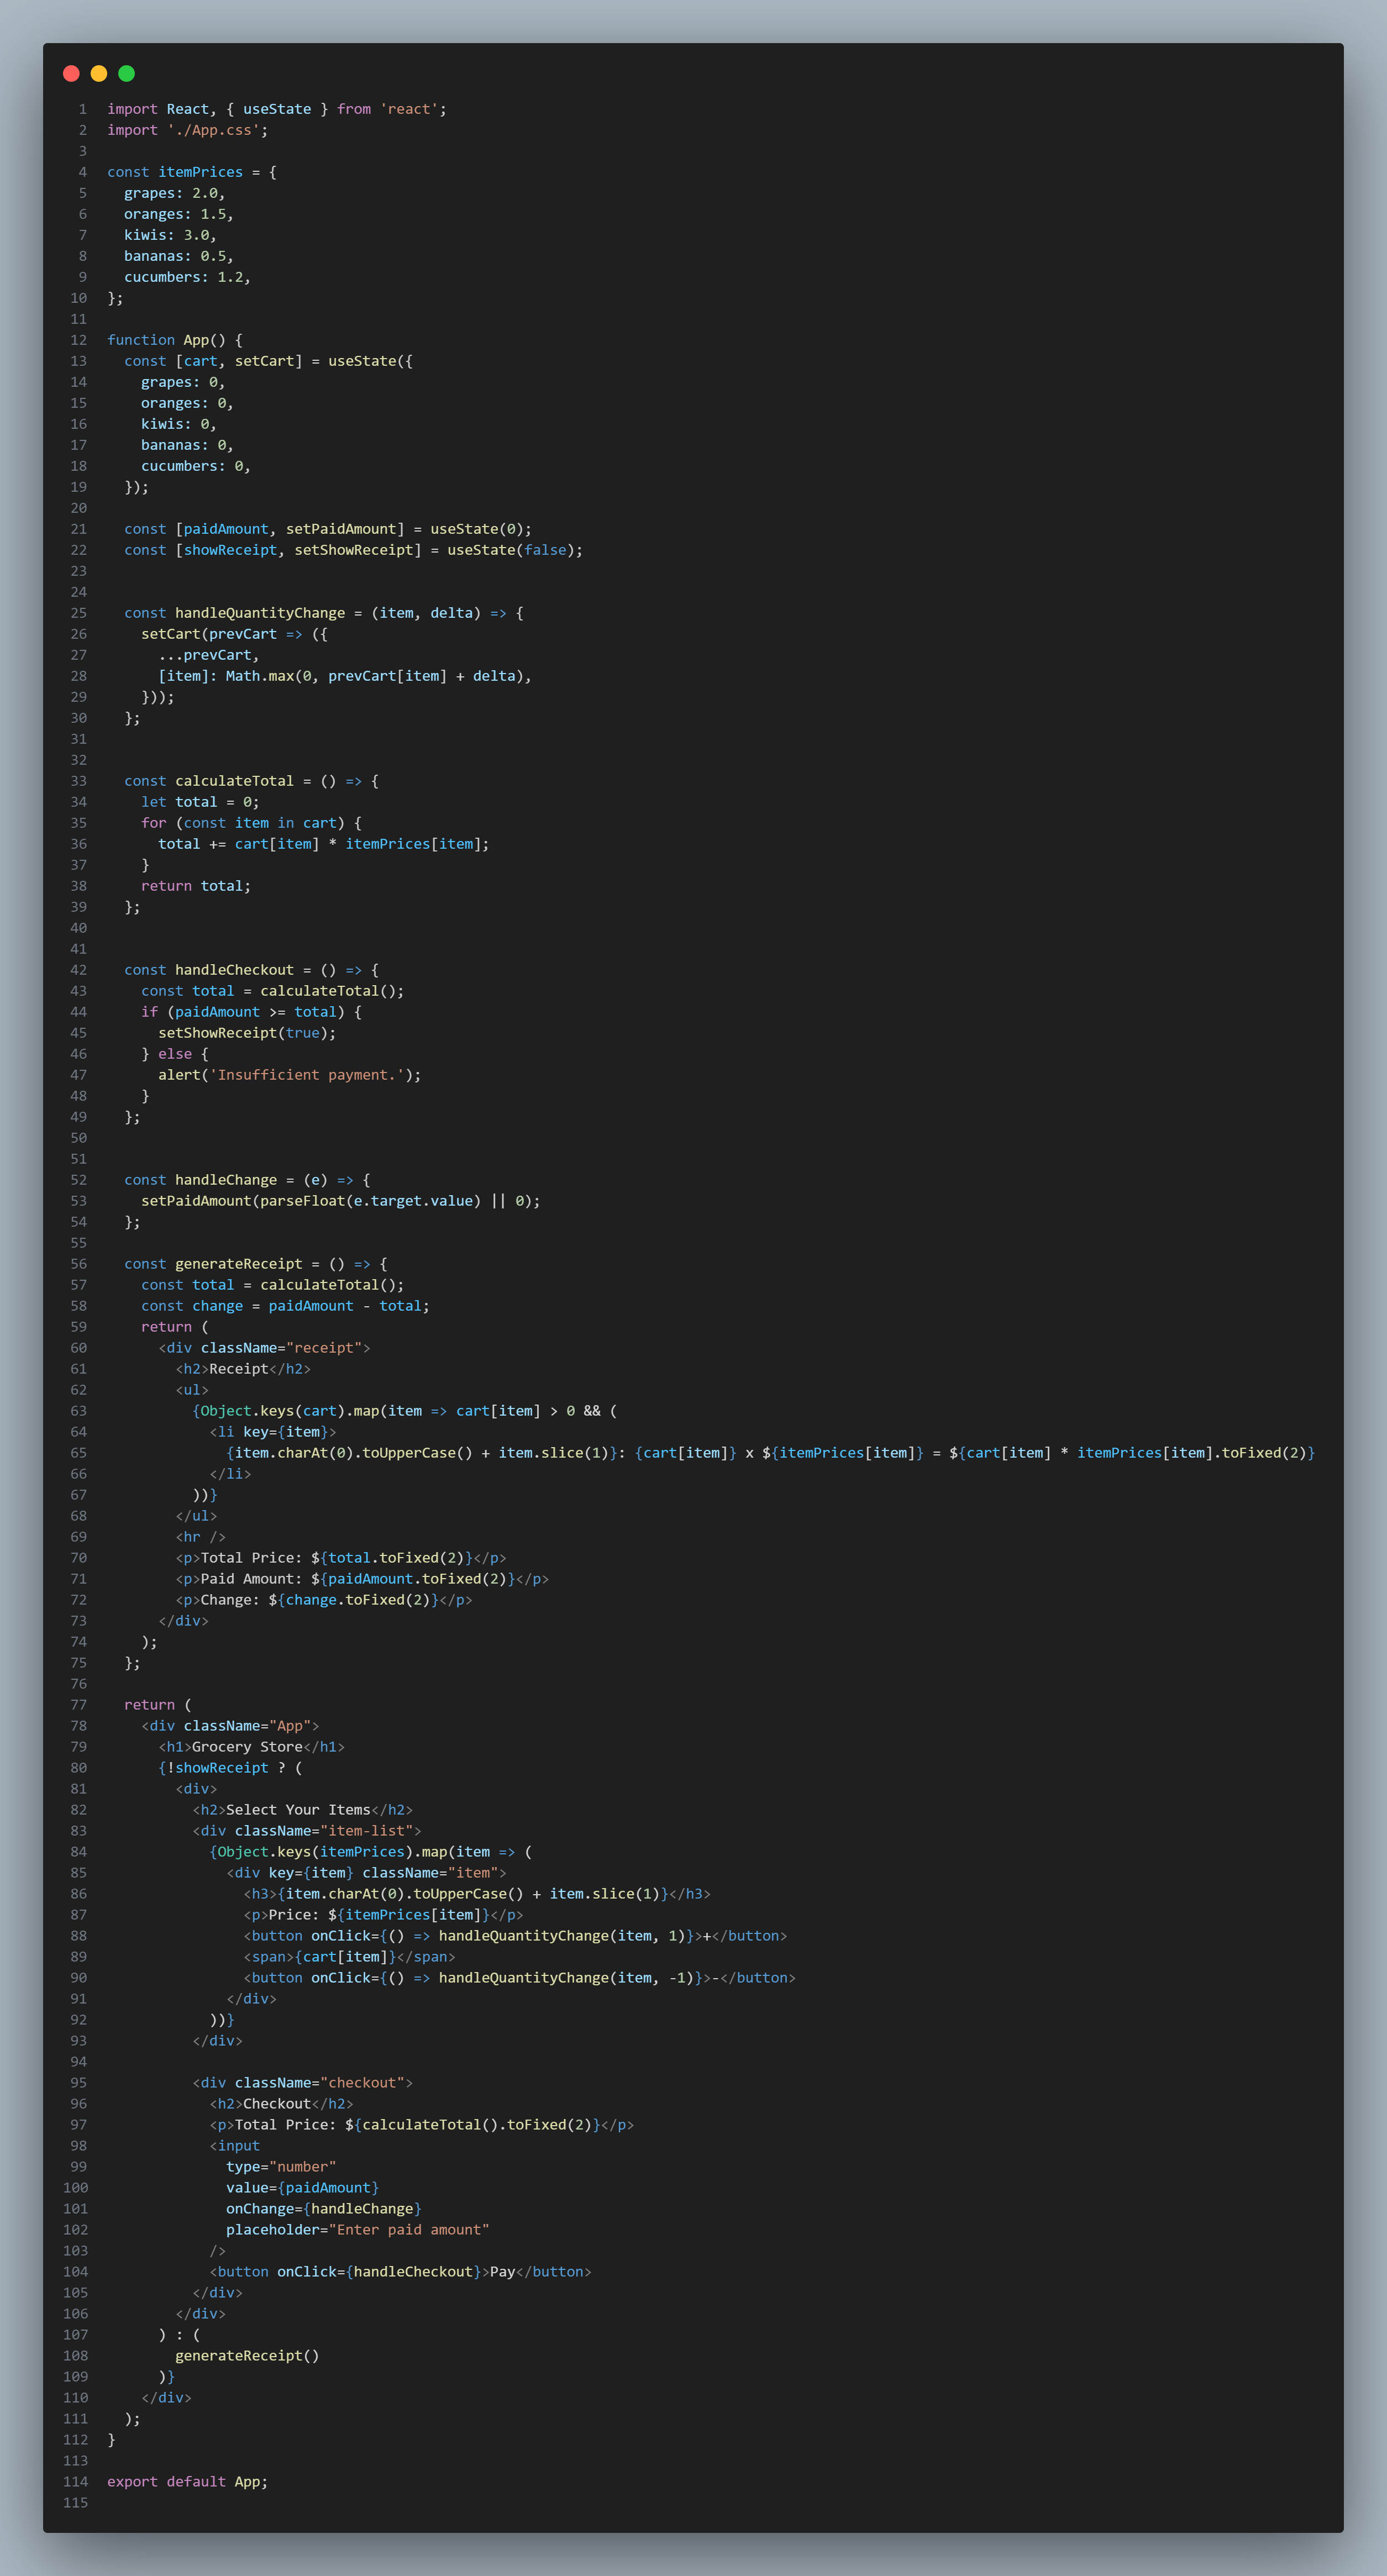 1 import React, { useState } from 'react';
2 import './App.css';
3
4 const itemPrices = {
5   grapes: 2.0,
6   oranges: 1.5,
7   kiwis: 3.0,
8   bananas: 0.5,
9   cucumbers: 1.2,
10 };
11
12 function App() {
13   const [cart, setCart] = useState({
14     grapes: 0,
15     oranges: 0,
16     kiwis: 0,
17     bananas: 0,
18     cucumbers: 0,
19   });
20
21   const [paidAmount, setPaidAmount] = useState(0);
22   const [showReceipt, setShowReceipt] = useState(false);
23
24
25   const handleQuantityChange = (item, delta) => {
26     setCart(prevCart => ({
27       ...prevCart,
28       [item]: Math.max(0, prevCart[item] + delta),
29     }));
30   };
31
32
33   const calculateTotal = () => {
34     let total = 0;
35     for (const item in cart) {
36       total += cart[item] * itemPrices[item];
37     }
38     return total;
39   };
40
41
42   const handleCheckout = () => {
43     const total = calculateTotal();
44     if (paidAmount >= total) {
45       setShowReceipt(true);
46     } else {
47       alert('Insufficient payment.');
48     }
49   };
50
51
52   const handleChange = (e) => {
53     setPaidAmount(parseFloat(e.target.value) || 0);
54   };
55
56   const generateReceipt = () => {
57     const total = calculateTotal();
58     const change = paidAmount - total;
59     return (
60       <div className="receipt">
61         <h2>Receipt</h2>
62         <ul>
63           {Object.keys(cart).map(item => cart[item] > 0 && (
64             <li key={item}>
65               {item.charAt(0).toUpperCase() + item.slice(1)}: {cart[item]} x ${itemPrices[item]} = ${cart[item] * itemPrices[item].toFixed(2)}
66             </li>
67           ))}
68         </ul>
69         <hr />
70         <p>Total Price: ${total.toFixed(2)}</p>
71         <p>Paid Amount: ${paidAmount.toFixed(2)}</p>
72         <p>Change: ${change.toFixed(2)}</p>
73       </div>
74     );
75   };
76
77   return (
78     <div className="App">
79       <h1>Grocery Store</h1>
80       {!showReceipt ? (
81         <div>
82           <h2>Select Your Items</h2>
83           <div className="item-list">
84             {Object.keys(itemPrices).map(item => (
85               <div key={item} className="item">
86                 <h3>{item.charAt(0).toUpperCase() + item.slice(1)}</h3>
87                 <p>Price: ${itemPrices[item]}</p>
88                 <button onClick={() => handleQuantityChange(item, 1)}>+</button>
89                 <span>{cart[item]}</span>
90                 <button onClick={() => handleQuantityChange(item, -1)}>-</button>
91               </div>
92             ))}
93           </div>
94
95           <div className="checkout">
96             <h2>Checkout</h2>
97             <p>Total Price: ${calculateTotal().toFixed(2)}</p>
98             <input
99               type="number"
100               value={paidAmount}
101               onChange={handleChange}
102               placeholder="Enter paid amount"
103             />
104             <button onClick={handleCheckout}>Pay</button>
105           </div>
106         </div>
107       ) : (
108         generateReceipt()
109       )}
110     </div>
111   );
112 }
113
114 export default App;
115